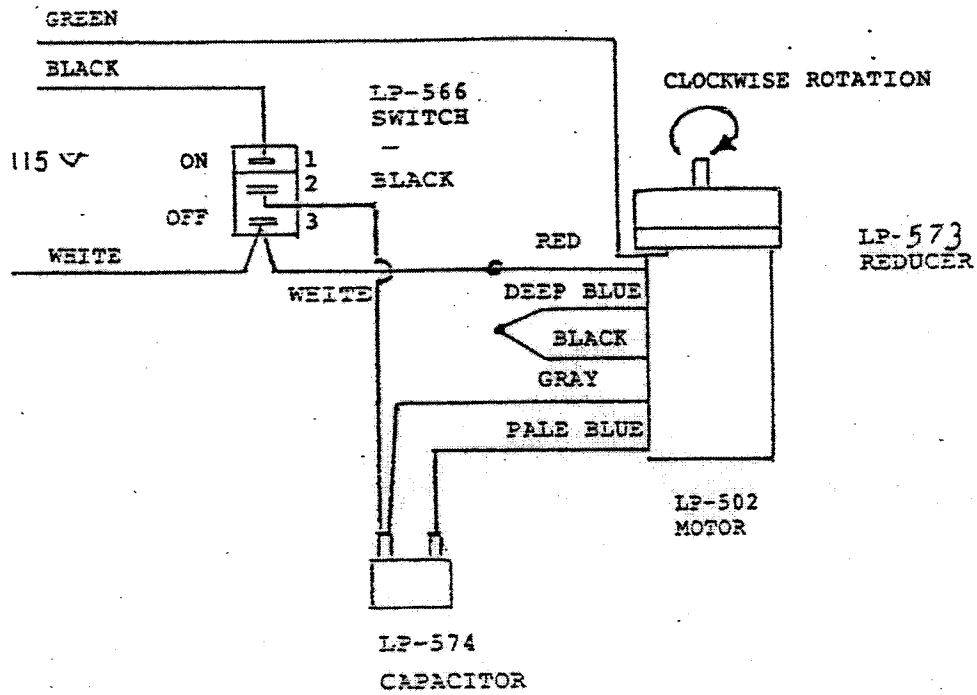 GREEN
BLACK
LP-566
SWITCH
BLACK
CLOCKWISE ROTATION
115 V
ON
1
2
OFF
3
WHITE
WHITE
RED
LP-573
REDUCER
DEEP BLUE
BLACK
GRAY
PALE BLUE
LP-502
MOTOR
LP-574
CAPACITOR